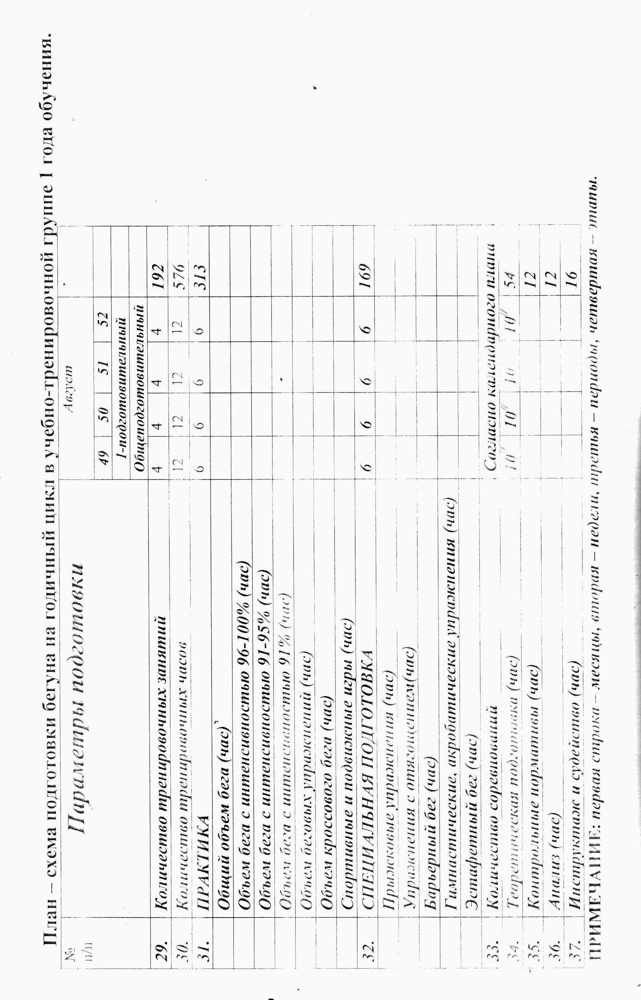 План – схема подготовки бегуна на годичный цикл в учебно-тренировочной группе 1 года обучения.
№ п/п Параметры подготовки Август
49 50 51 52
1-подготовительный
Общеподготовительный
29. Количество тренировочных занятий 4 4 4 4 192
30. Количество тренировочных часов 12 12 12 12 576
31. ПРАКТИКА 6 6 6 6 313
Общий объем бега (час)
Объем бега с интенсивностью 96-100% (час)
Объем бега с интенсивностью 91-95% (час)
Объем бега с интенсивностью 91% (час)
Объем беговых упражнений (час)
Объем кроссового бега (час)
Спортивные и подвижные игры (час)
32. СПЕЦИАЛЬНАЯ ПОДГОТОВКА 6 6 6 6 169
Прыжковые упражнения (час)
Упражнения с отягощением(час)
Барьерный бег (час)
Гимнастические, акробатические упражнения (час)
Эстафетный бег (час)
33. Количество соревнований Согласно календарного плана
34. Теоретическая подготовка (час) 10" 10" 10 10" 54
35. Контрольные нормативы (час) 12
36. Анализ (час) 12
37. Инструктаж и судейство (час) 16
ПРИМЕЧАНИЕ: первая строка – месяцы, вторая – недели, третья – периоды, четвертая – этапы.